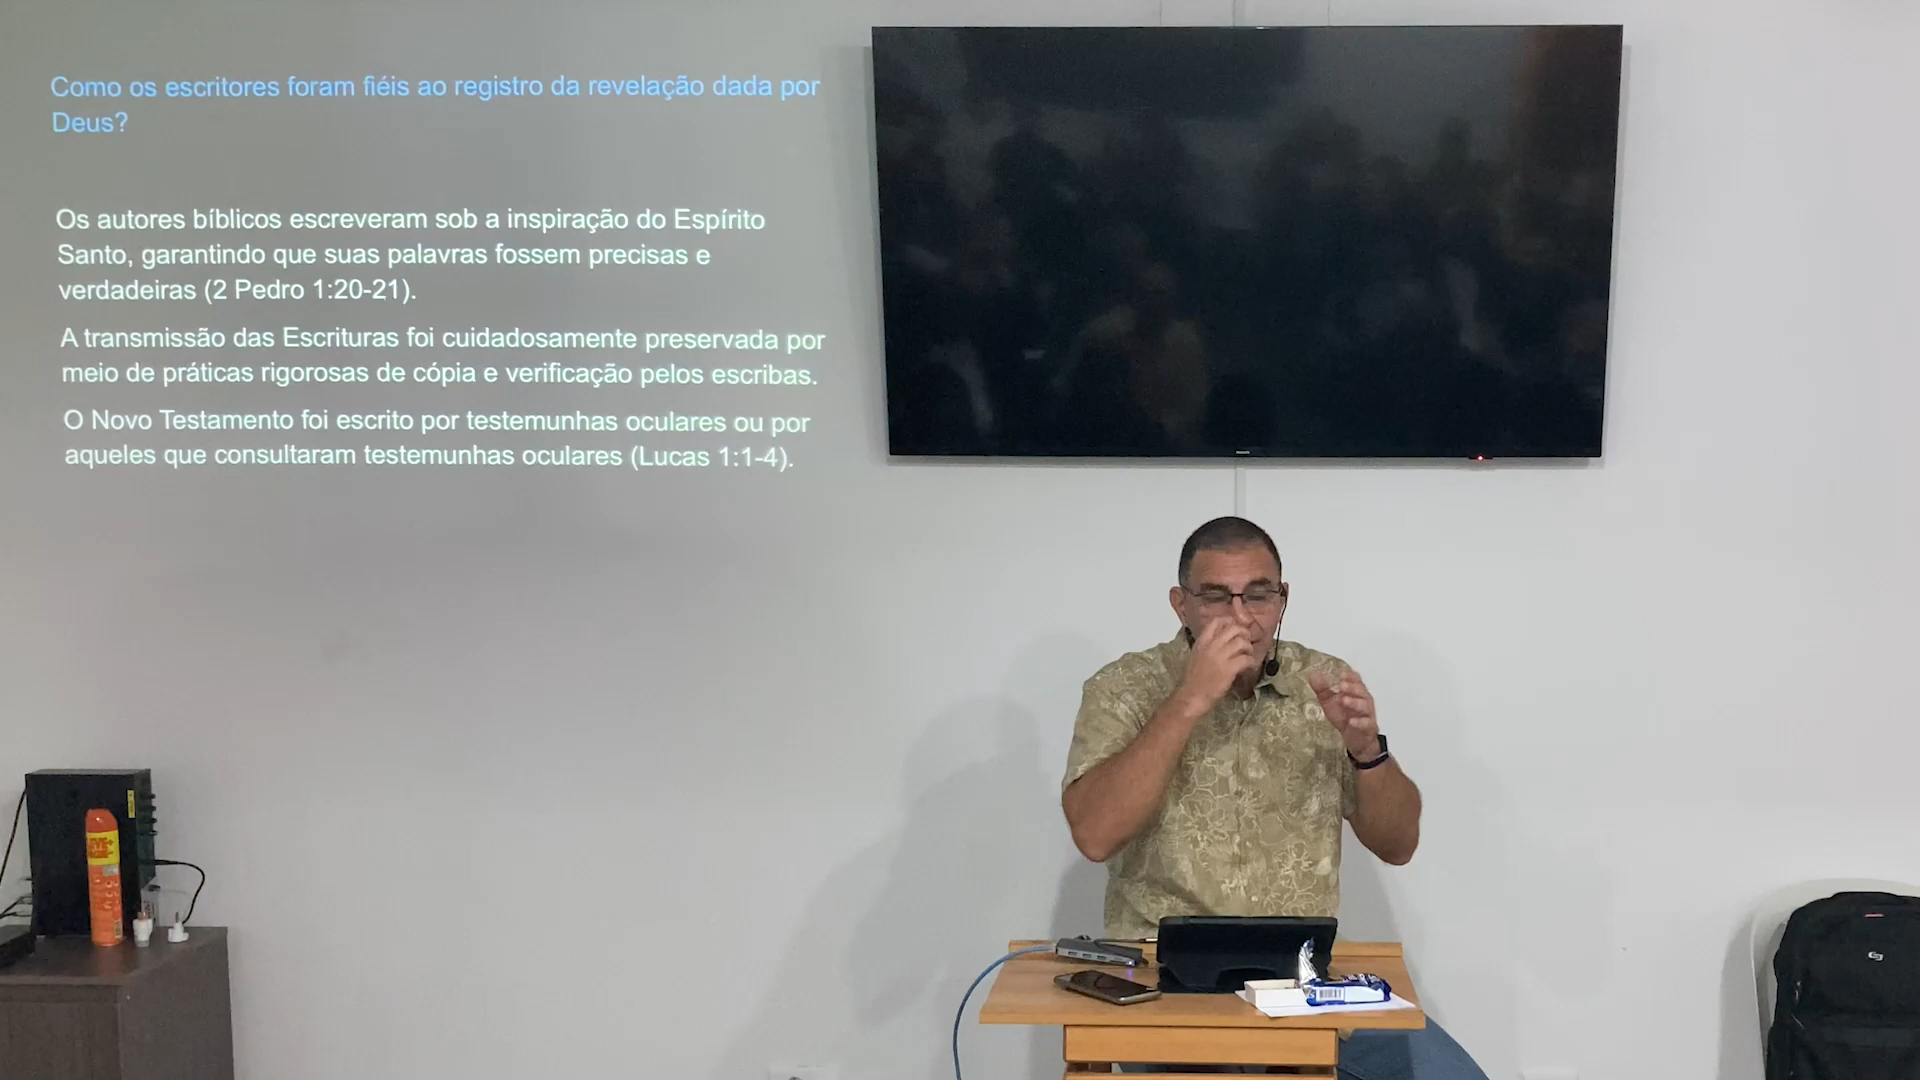 Como os escritores foram fiéis ao registro da revelação dada por
Deus?
Os autores bíblicos escreveram sob a inspiração do Espírito
Santo, garantindo que suas palavras fossem precisas e
verdadeiras (2 Pedro 1:20-21).
A transmissão das Escrituras foi cuidadosamente preservada por
meio de práticas rigorosas de cópia e verificação pelos escribas.
O Novo Testamento foi escrito por testemunhas oculares ou por
aqueles que consultaram testemunhas oculares (Lucas 1:1-4).